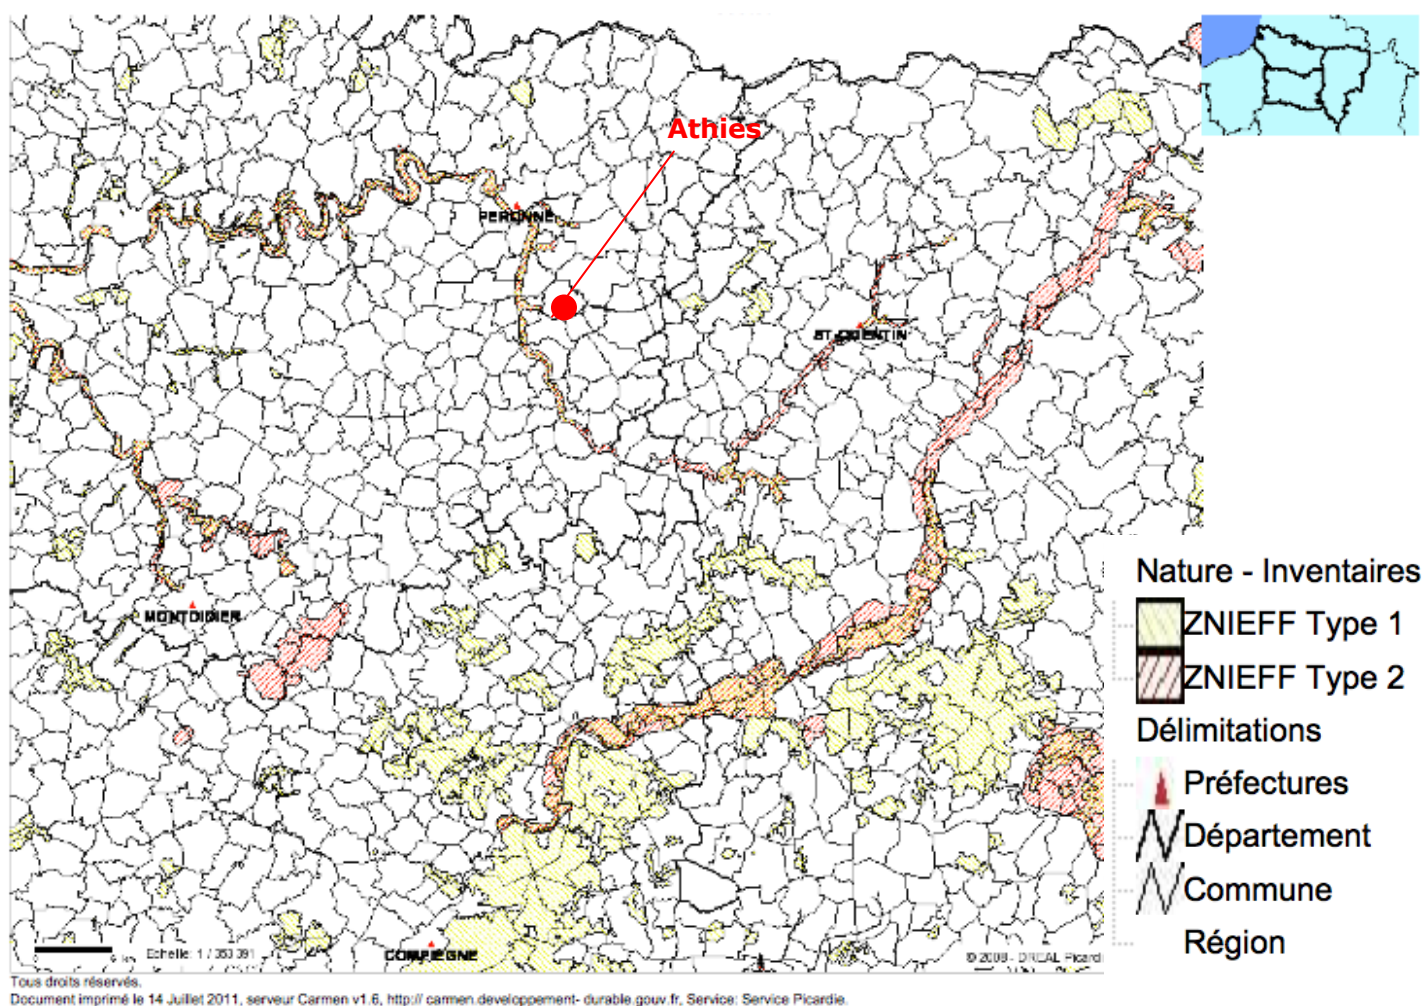 Athies
PERONNE
ST QUENTIN
MONTDIDIER
COMPIEGNE
Nature - Inventaires
ZNIEFF Type 1
ZNIEFF Type 2
Délimitations
Préfectures
Département
Commune
Région
Echelle: 1 / 353 391
© 2008 - DREAL Picardi
Tous droits réservés.
Document imprimé le 14 Juillet 2011, serveur Carmen v1.6, http:// carmen.developpement- durable.gouv.fr, Service: Service Picardie.